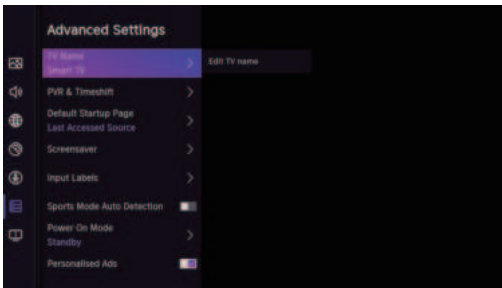 Advanced Settings
TV Name
Smart TV
Edit TV name
PVR & Timeshift
Default Startup Page
Last Accessed Source
Screensaver
Input Labels
Sports Mode Auto Detection
Power On Mode
Standby
Personalised Ads